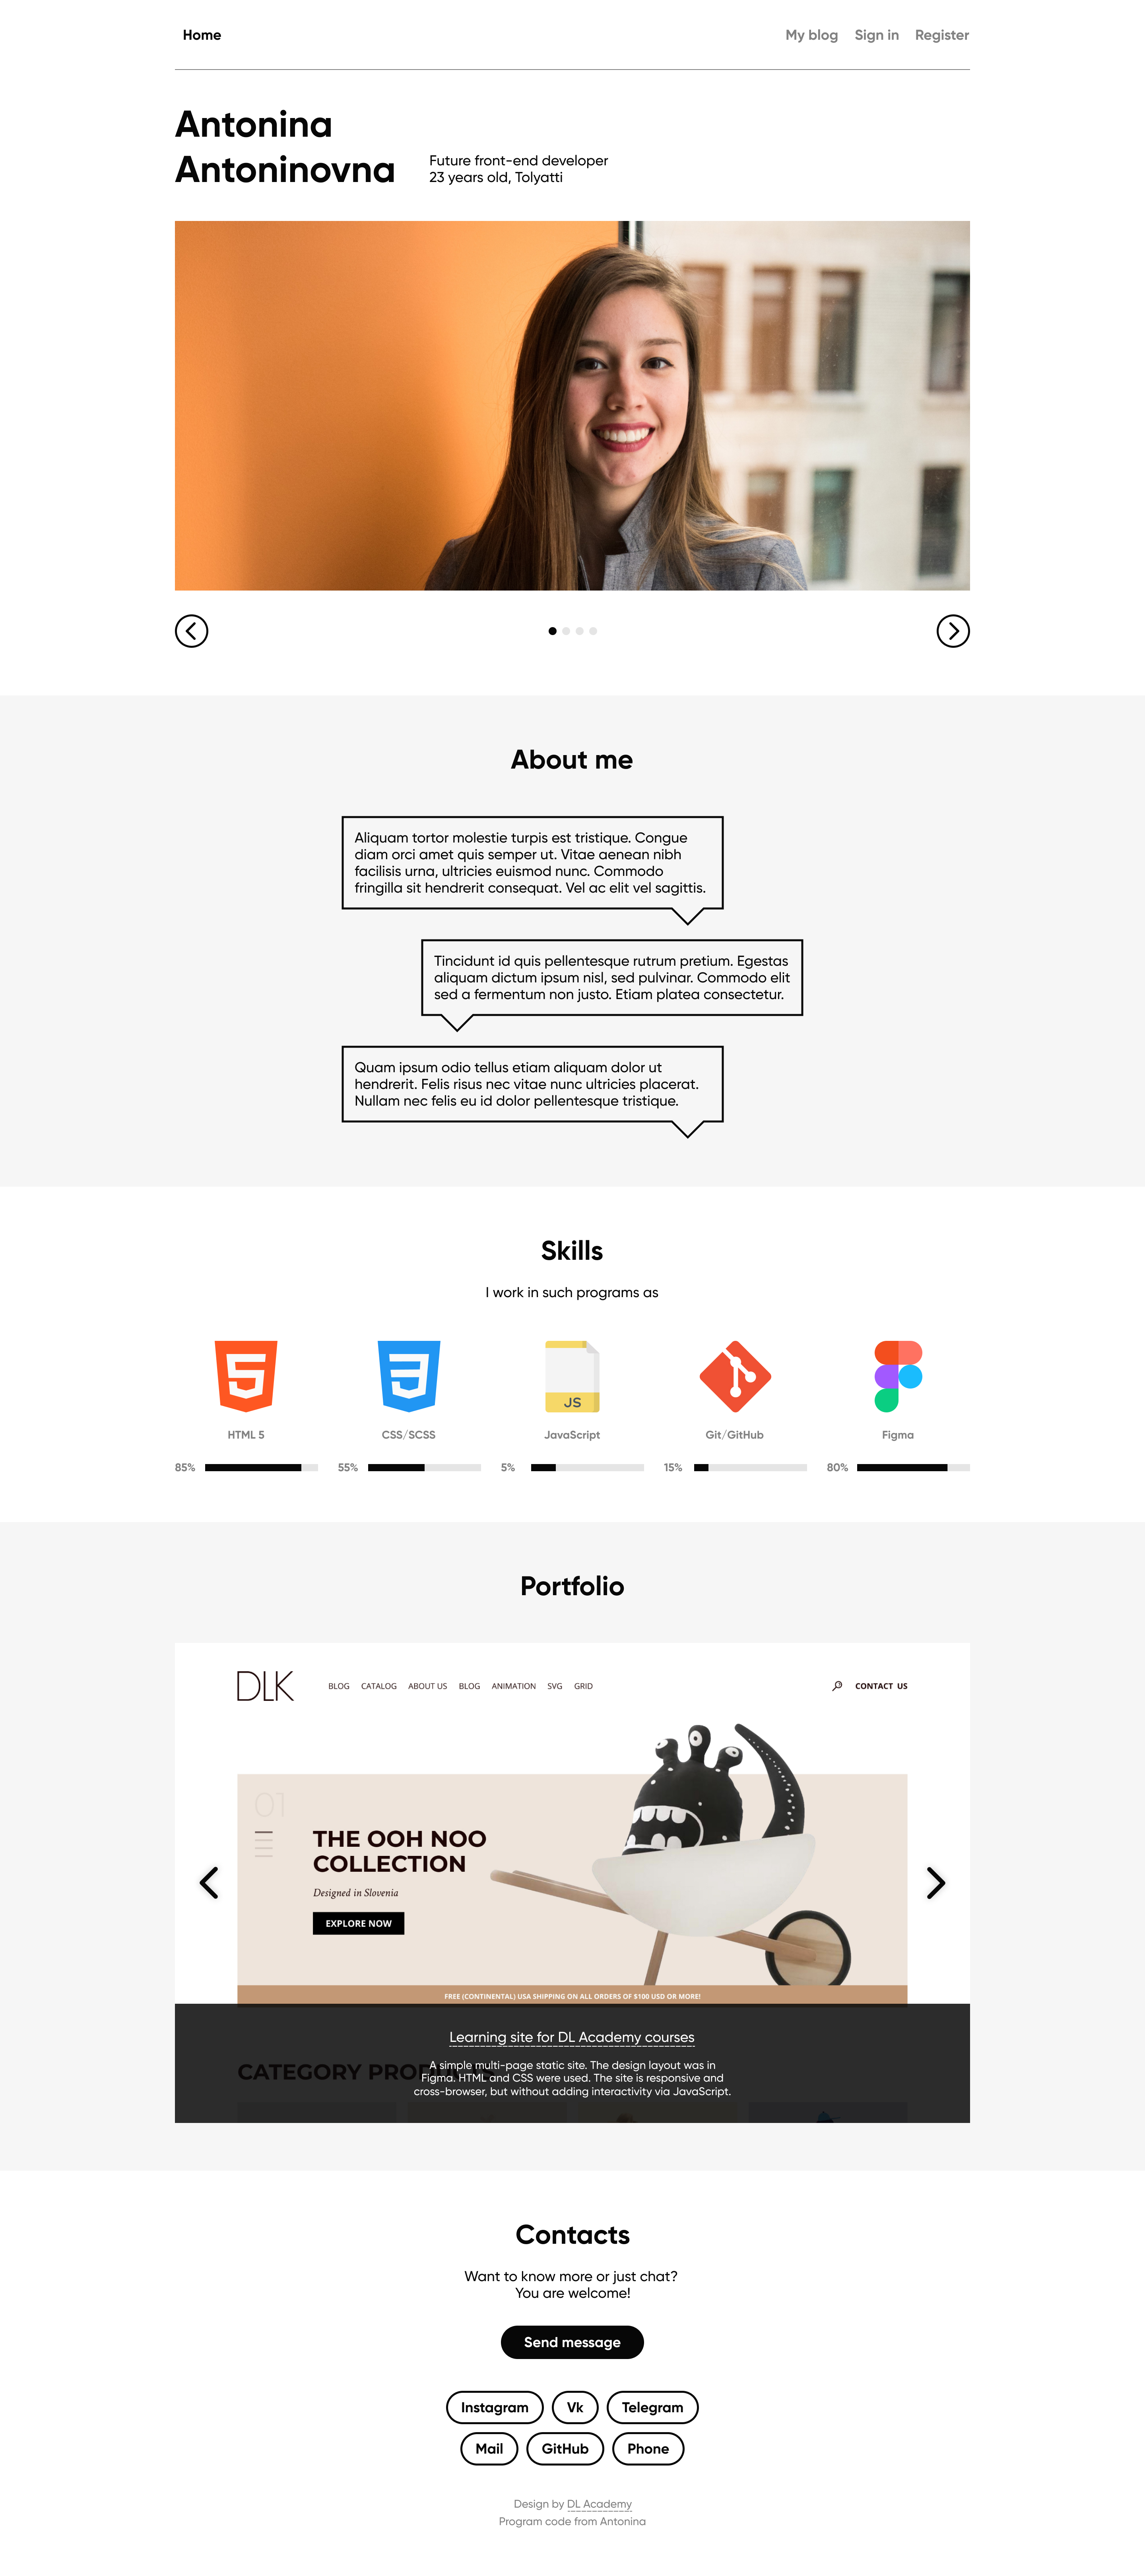 Home
My blog Sign in Register
Antonina
Antoninovna
Future front-end developer
23 years old, Tolyatti
About me
Aliquam tortor molestie turpis est tristique. Congue
diam orci amet quis semper ut. Vitae aenean nibh
facilisis urna, ultricies euismod nunc. Commodo
fringilla sit hendrerit consequat. Vel ac elit vel sagittis.
Tincidunt id quis pellentesque rutrum pretium. Egestas
aliquam dictum ipsum nisl, sed pulvinar. Commodo elit
sed a fermentum non justo. Etiam platea consectetur.
Quam ipsum odio tellus etiam aliquam dolor ut
hendrerit. Felis risus nec vitae nunc ultricies placerat.
Nullam nec felis eu id dolor pellentesque tristique.
Skills
I work in such programs as
JS
HTML 5 CSS/SCSS JavaScript Git/GitHub Figma
85% 55% 5% 15% 80%
Portfolio
DLK BLOG CATALOG ABOUT US BLOG ANIMATION SVG GRID CONTACT US
01
THE OOH NOO
COLLECTION
Designed in Slovenia
EXPLORE NOW
FREE (CONTINENTAL) USA SHIPPING ON ALL ORDERS OF $100 USD OR MORE!
Learning site for DL Academy courses
CATEGORY
A simple multi-page static site. The design layout was in
Figma. HTML and CSS were used. The site is responsive and
cross-browser, but without adding interactivity via JavaScript.
Contacts
Want to know more or just chat?
You are welcome!
Send message
Instagram Vk Telegram
Mail GitHub Phone
Design by DL Academy
Program code from Antonina